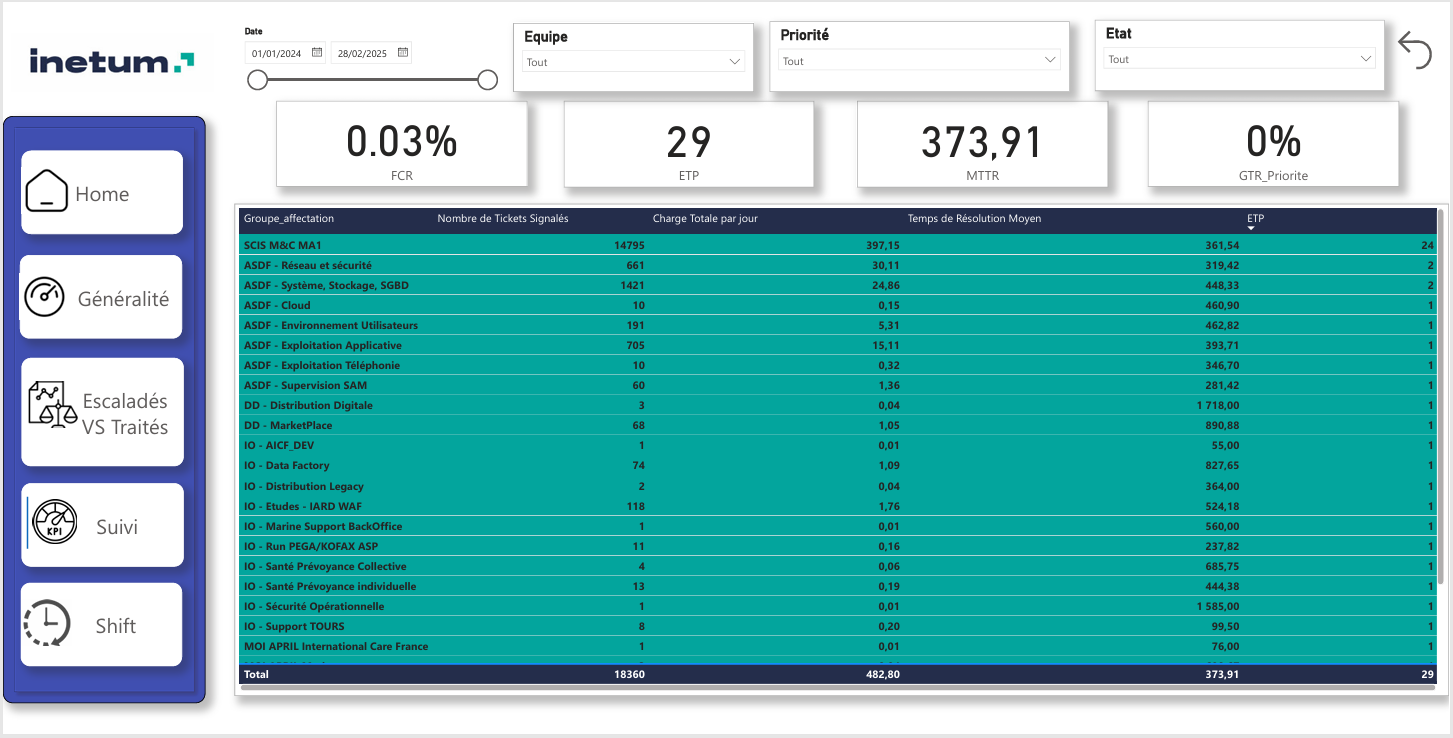 inetum
Date
01/01/2024 28/02/2025
Equipe
Tout
Priorité
Tout
Etat
Tout
0.03%
FCR
29
ETP
373,91
MTTR
0%
GTR_Priorite
Home
Généralité
Escaladés
VS Traités
KPI
Suivi
Shift
Groupe_affectation Nombre de Tickets Signalés Charge Totale par jour Temps de Résolution Moyen ETP
SCIS M&C MA1 14795 397,15 361,54 24
ASDF - Réseau et sécurité 661 30,11 319,42 2
ASDF - Système, Stockage, SGBD 1421 24,86 448,33 2
ASDF - Cloud 10 0,15 460,90 1
ASDF - Environnement Utilisateurs 191 5,31 462,82 1
ASDF - Exploitation Applicative 705 15,11 393,71 1
ASDF - Exploitation Téléphonie 10 0,32 346,70 1
ASDF - Supervision SAM 60 1,36 281,42 1
DD - Distribution Digitale 3 0,04 1 718,00 1
DD - MarketPlace 68 1,05 890,88 1
IO - AICF_DEV 1 0,01 55,00 1
IO - Data Factory 74 1,09 827,65 1
IO - Distribution Legacy 2 0,04 364,00 1
IO - Etudes - IARD WAF 118 1,76 524,18 1
IO - Marine Support BackOffice 1 0,01 560,00 1
IO - Run PEGA/KOFAX ASP 11 0,16 237,82 1
IO - Santé Prévoyance Collective 4 0,06 685,75 1
IO - Santé Prévoyance individuelle 13 0,19 444,38 1
IO - Sécurité Opérationnelle 1 0,01 1 585,00 1
IO - Support TOURS 8 0,20 99,50 1
MOI APRIL International Care France 1 0,01 76,00 1
Total 18360 482,80 373,91 29